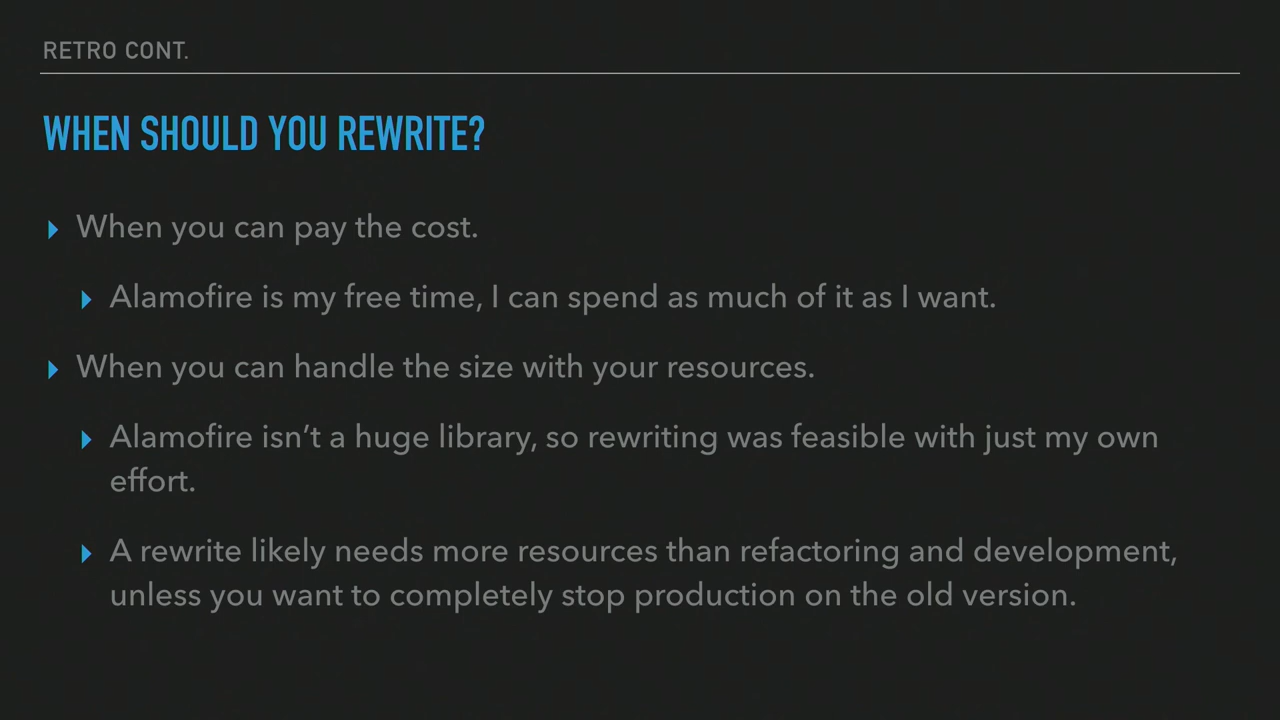 RETRO CONT.
WHEN SHOULD YOU REWRITE?
When you can pay the cost.
Alamofire is my free time, I can spend as much of it as I want.
When you can handle the size with your resources.
Alamofire isn’t a huge library, so rewriting was feasible with just my own
effort.
A rewrite likely needs more resources than refactoring and development,
unless you want to completely stop production on the old version.